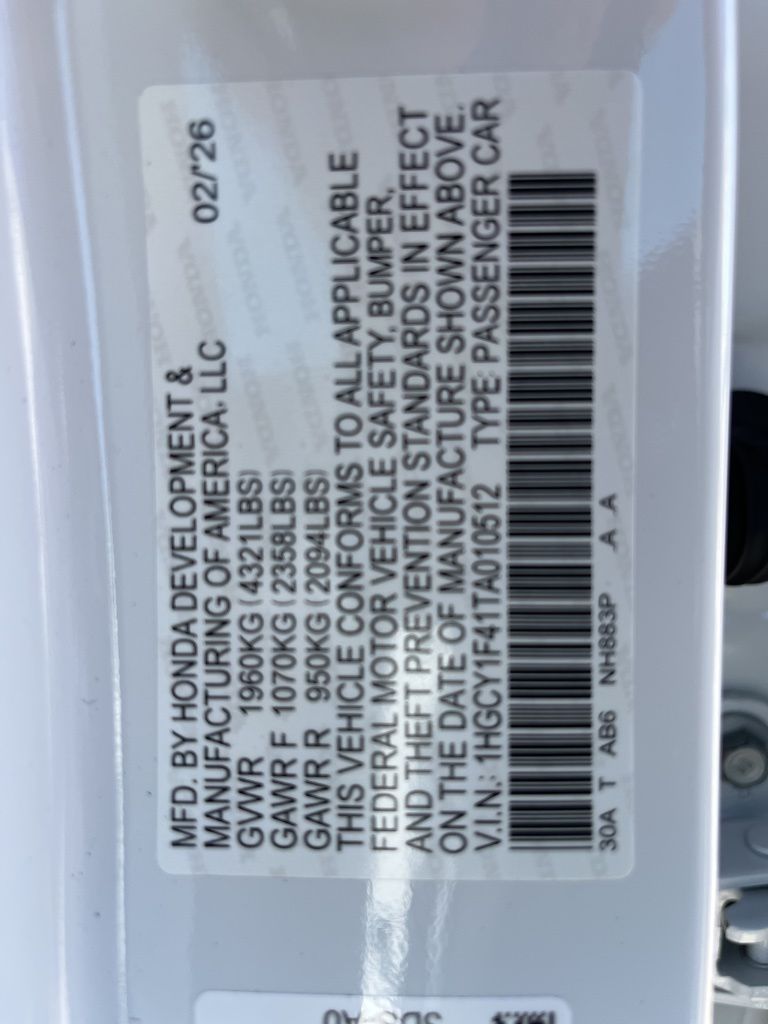 MFD. BY HONDA DEVELOPMENT & 02/'26
MANUFACTURING OF AMERICA, LLC
GVWR 1960KG (4321LBS)
GAWR F 1070KG (2358LBS)
GAWR R 950KG (2094LBS)
THIS VEHICLE CONFORMS TO ALL APPLICABLE
FEDERAL MOTOR VEHICLE SAFETY, BUMPER,
AND THEFT PREVENTION STANDARDS IN EFFECT
ON THE DATE OF MANUFACTURE SHOWN ABOVE.
V.I.N.: 1HGCY1F41TA010512 TYPE: PASSENGER CAR
30A T AB6 NH883P A A